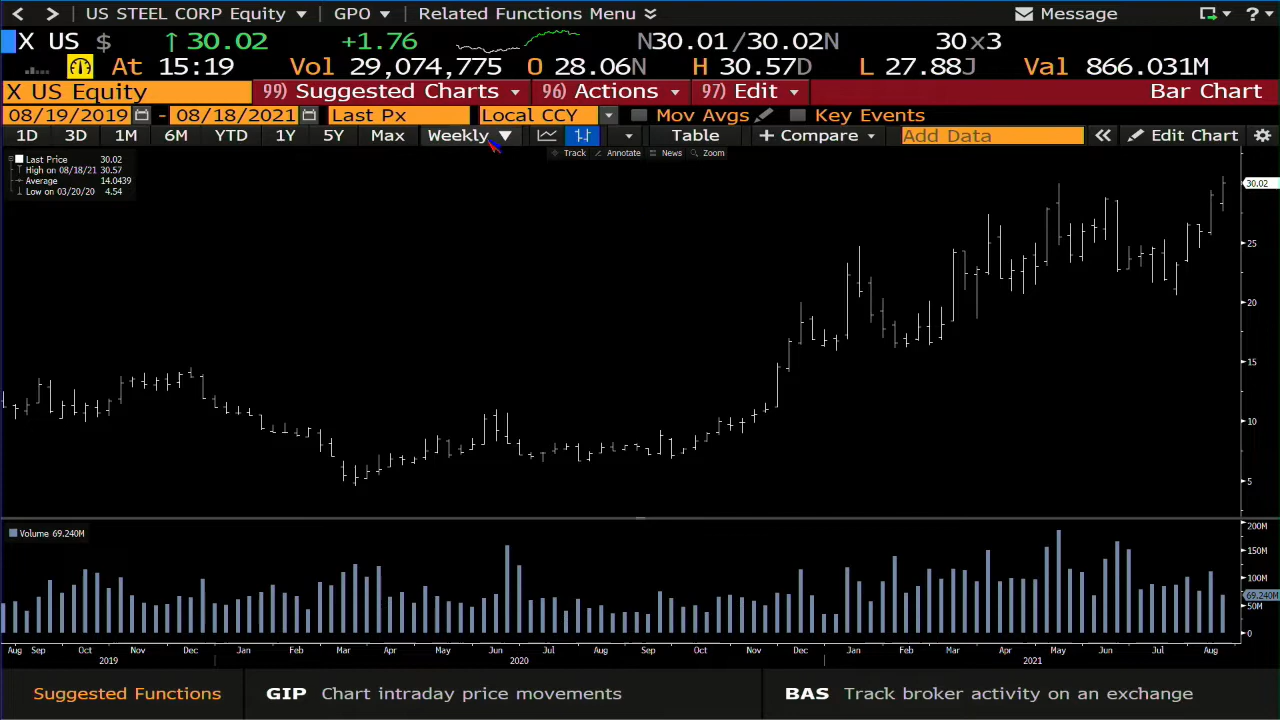 US STEEL CORP Equity GPO Related Functions Menu Message ?
X US $ ↑ 30.02 +1.76 N30.01/30.02N 30×3
At 15:19 Vol 29,074,775 O 28.06N H 30.57D L 27.88J Val 866.031M
X US Equity 99) Suggested Charts 96) Actions 97) Edit Bar Chart
08/19/2019 - 08/18/2021 Last Px Local CCY Mov Avgs Key Events
1D 3D 1M 6M YTD 1Y 5Y Max Weekly ▼ Table + Compare Add Data « Edit Chart
Track Annotate News Zoom
Last Price 30.02
High on 08/18/21 30.57
Average 14.0439
Low on 03/20/20 4.54
30.02
25
20
15
10
5
Volume 69.240M
200M
150M
100M
69.240M
50M
0
Aug Sep Oct Nov Dec Jan Feb Mar Apr May Jun Jul Aug Sep Oct Nov Dec Jan Feb Mar Apr May Jun Jul Aug
2019 2020 2021
Suggested Functions GIP Chart intraday price movements BAS Track broker activity on an exchange